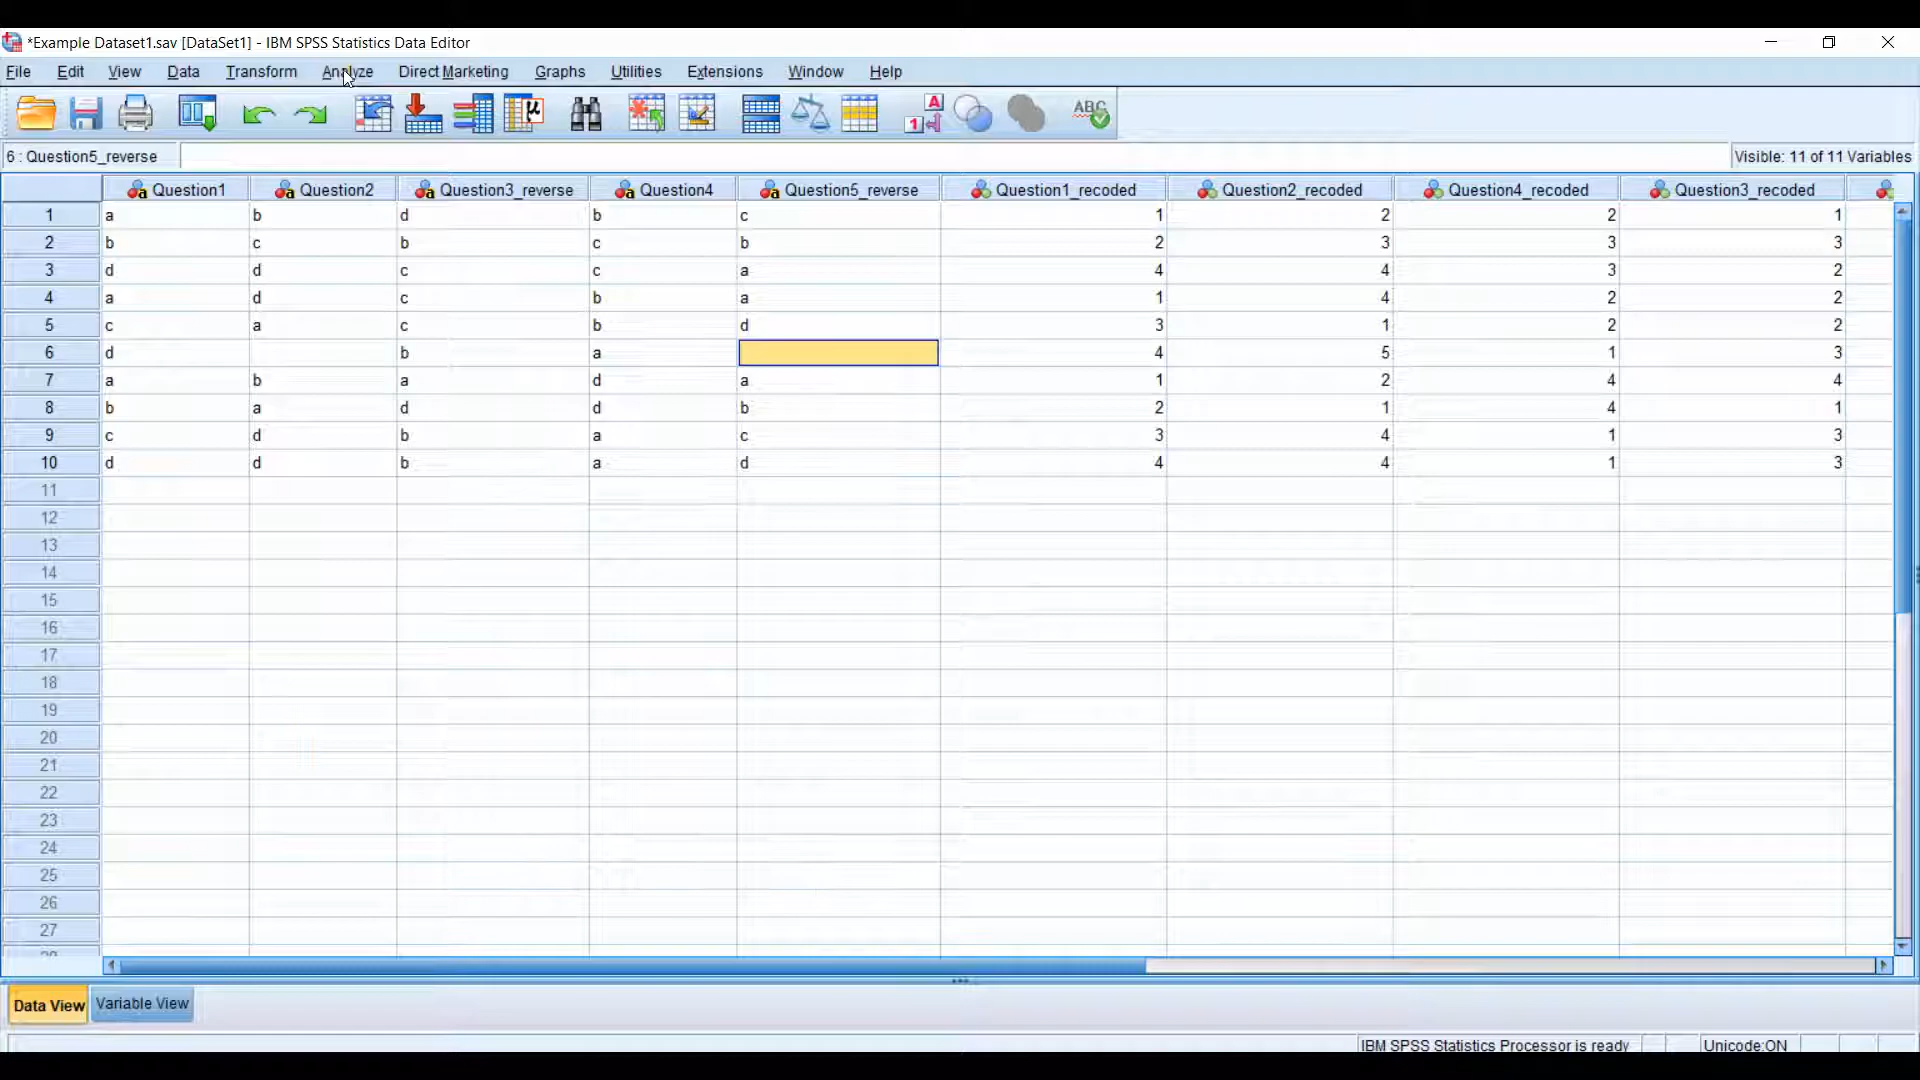 *Example Dataset1.sav [DataSet1] - IBM SPSS Statistics Data Editor
File Edit View Data Transform Analyze Direct Marketing Graphs Utilities Extensions Window Help
6 : Question5_reverse Visible: 11 of 11 Variables
Question1 Question2 Question3_reverse Question4 Question5_reverse Question1_recoded Question2_recoded Question4_recoded Question3_recoded
1 a b d b c 1 2 2 1
2 b c b c b 2 3 3 3
3 d d c c a 4 4 3 2
4 a d c b a 1 4 2 2
5 c a c b d 3 1 2 2
6 d b a 4 5 1 3
7 a b a d a 1 2 4 4
8 b a d d b 2 1 4 1
9 c d b a c 3 4 1 3
10 d d b a d 4 4 1 3
11
12
13
14
15
16
17
18
19
20
21
22
23
24
25
26
27
Data View Variable View
IBM SPSS Statistics Processor is ready Unicode:ON